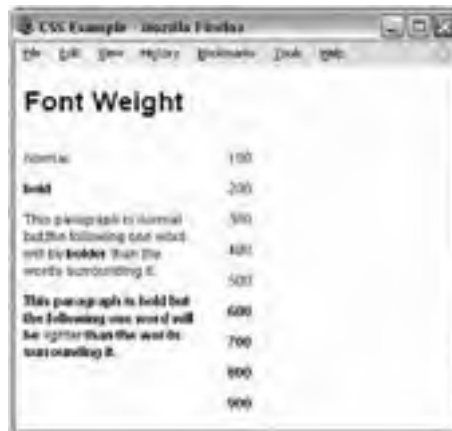 CSS Example - Mozilla Firefox
File Edit View History Bookmarks Tools Help
Font Weight
normal
bold
This paragraph is normal
but the following one word
will be bolder than the
words surrounding it.
This paragraph is bold but
the following one word will
be lighter than the words
surrounding it.
100
200
300
400
500
600
700
800
900